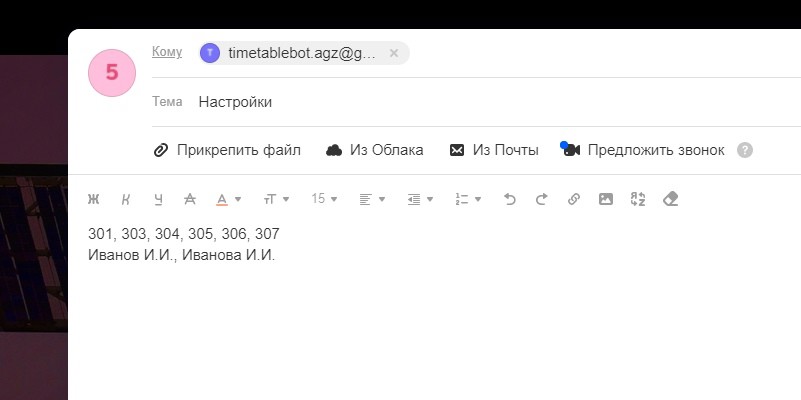 5
Кому Т timetablebot.agz@g...
Тема Настройки
Прикрепить файл Из Облака Из Почты Предложить звонок ?
Ж К Ч А А тТ 15
301, 303, 304, 305, 306, 307
Иванов И.И., Иванова И.И.